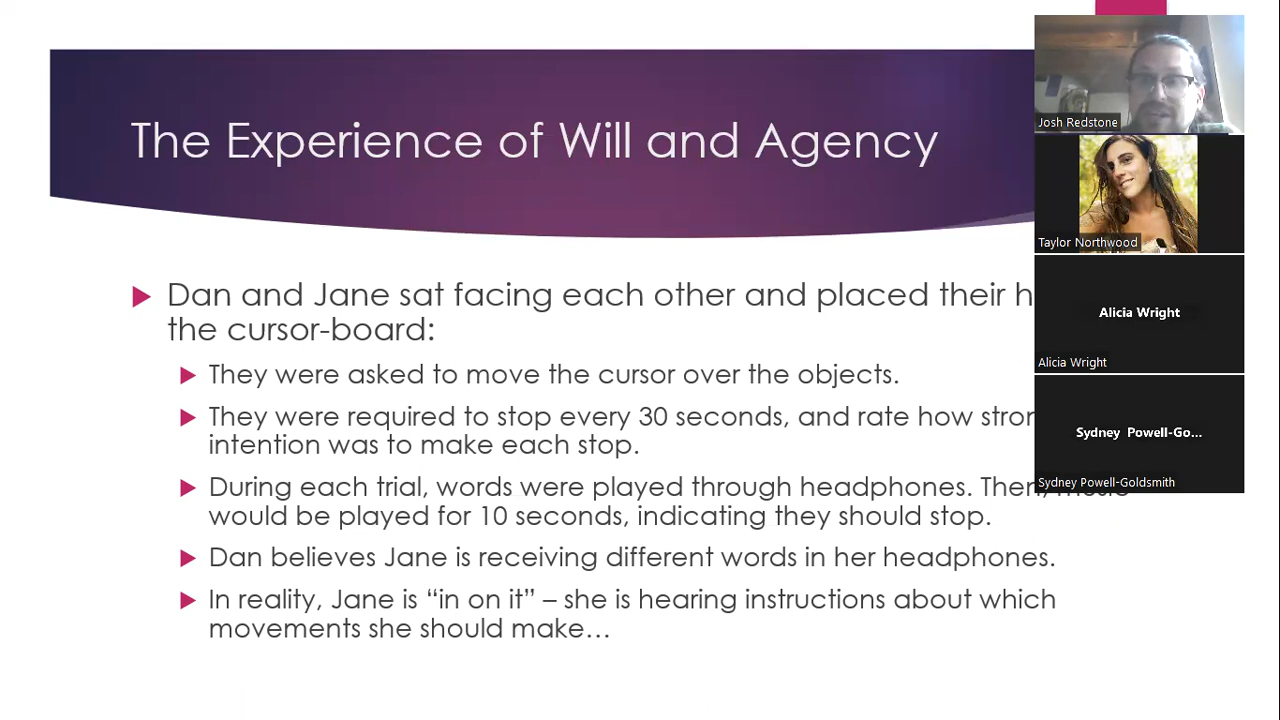 The Experience of Will and Agency
Dan and Jane sat facing each other and placed their
the cursor-board:
They were asked to move the cursor over the objects.
They were required to stop every 30 seconds, and rate how
intention was to make each stop.
During each trial, words were played through headphones. Then, music
would be played for 10 seconds, indicating they should stop.
Dan believes Jane is receiving different words in her headphones.
In reality, Jane is “in on it” – she is hearing instructions about which
movements she should make…
Josh Redstone
Taylor Northwood
Alicia Wright
Alicia Wright
Sydney Powell-Go...
Sydney Powell-Goldsmith